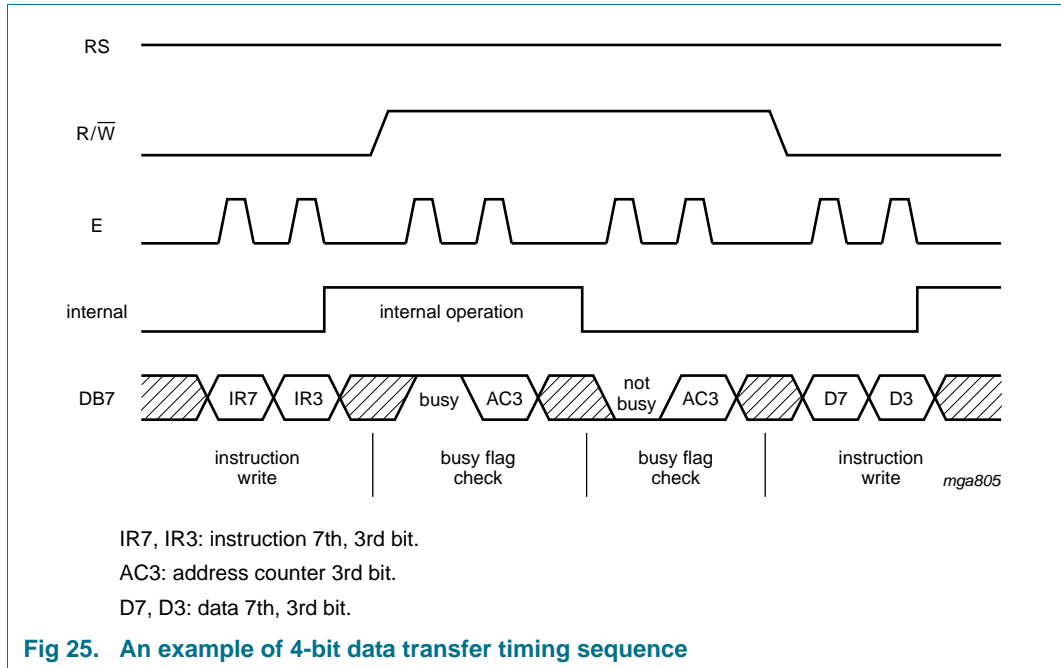 RS
R/W̅
E
internal
internal operation
DB7
IR7
IR3
busy
AC3
not
busy
AC3
D7
D3
instruction
write
busy flag
check
busy flag
check
instruction
write
mga805
IR7, IR3: instruction 7th, 3rd bit.
AC3: address counter 3rd bit.
D7, D3: data 7th, 3rd bit.
Fig 25. An example of 4-bit data transfer timing sequence